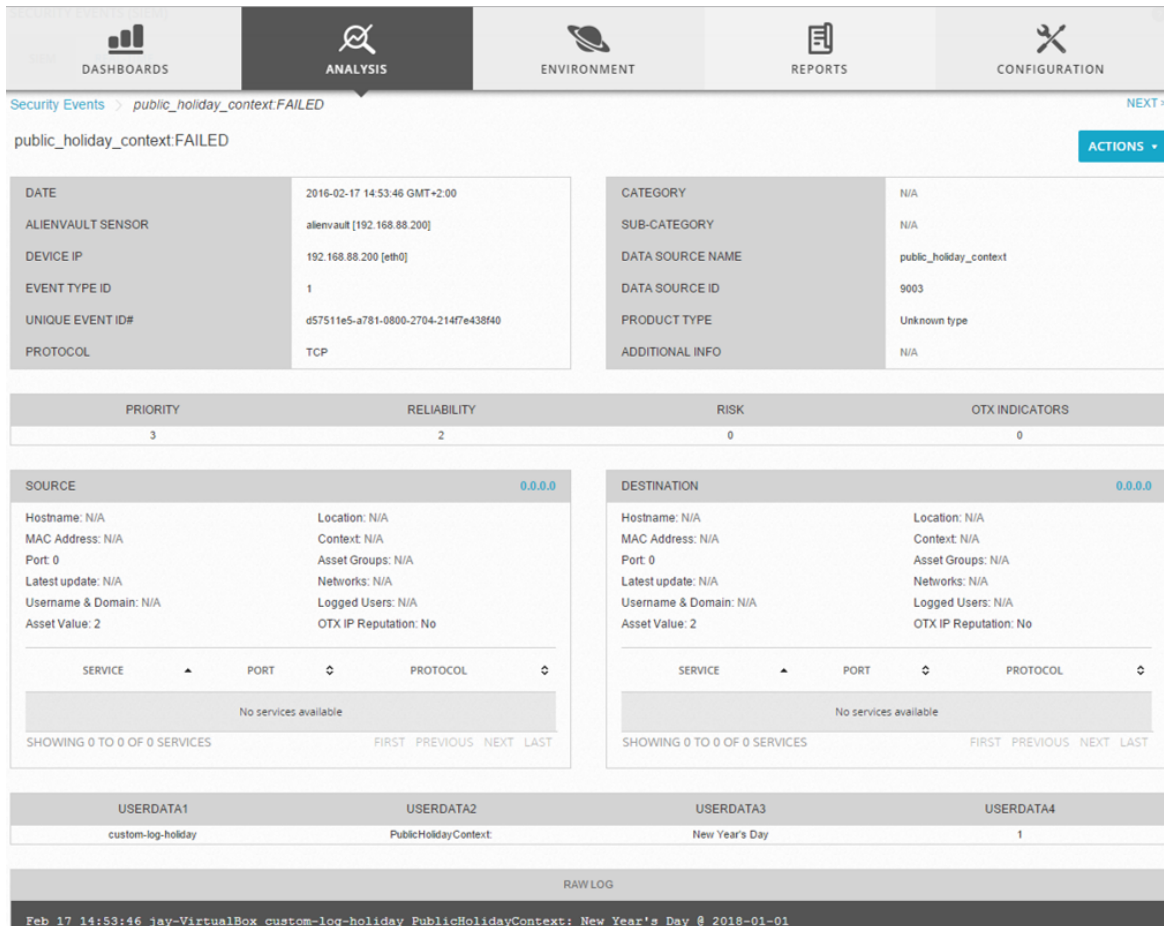 SECURITY EVENTS (SIEM)
DASHBOARDS ANALYSIS ENVIRONMENT REPORTS CONFIGURATION
Security Events > public_holiday_context:FAILED NEXT >
public_holiday_context:FAILED
ACTIONS
DATE 2016-02-17 14:53:46 GMT+2:00 CATEGORY N/A
ALIENVAULT SENSOR alienvault [192.168.88.200] SUB-CATEGORY N/A
DEVICE IP 192.168.88.200 [eth0] DATA SOURCE NAME public_holiday_context
EVENT TYPE ID 1 DATA SOURCE ID 9003
UNIQUE EVENT ID# d57511e5-a781-0800-2704-214f7e438f40 PRODUCT TYPE Unknown type
PROTOCOL TCP ADDITIONAL INFO N/A
PRIORITY RELIABILITY RISK OTX INDICATORS
3 2 0 0
SOURCE 0.0.0.0 DESTINATION 0.0.0.0
Hostname: N/A Location: N/A Hostname: N/A Location: N/A
MAC Address: N/A Context: N/A MAC Address: N/A Context: N/A
Port: 0 Asset Groups: N/A Port: 0 Asset Groups: N/A
Latest update: N/A Networks: N/A Latest update: N/A Networks: N/A
Username & Domain: N/A Logged Users: N/A Username & Domain: N/A Logged Users: N/A
Asset Value: 2 OTX IP Reputation: No Asset Value: 2 OTX IP Reputation: No
SERVICE PORT PROTOCOL SERVICE PORT PROTOCOL
No services available No services available
SHOWING 0 TO 0 OF 0 SERVICES FIRST PREVIOUS NEXT LAST SHOWING 0 TO 0 OF 0 SERVICES FIRST PREVIOUS NEXT LAST
USERDATA1 USERDATA2 USERDATA3 USERDATA4
custom-log-holiday PublicHolidayContext: New Year's Day 1
RAW LOG
Feb 17 14:53:46 jay-VirtualBox custom-log-holiday PublicHolidayContext: New Year's Day @ 2018-01-01